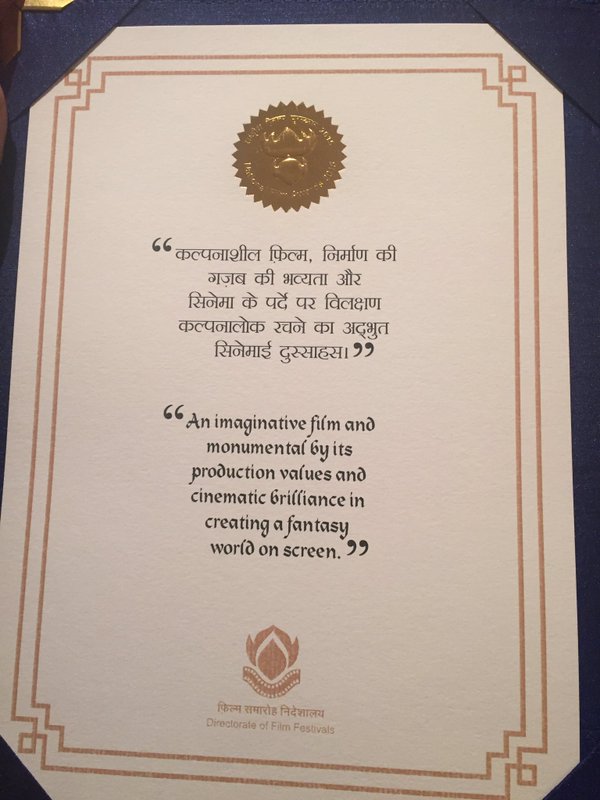 “कल्पनाशील फ़िल्म, निर्माण की
गज़ब की भव्यता और
सिनेमा के पर्दे पर विलक्षण
कल्पनालोक रचने का अद्भुत
सिनेमाई दुस्साहस।”
“An imaginative film and
monumental by its
production values and
cinematic brilliance in
creating a fantasy
world on screen.”
फ़िल्म समारोह निदेशालय
Directorate of Film Festivals